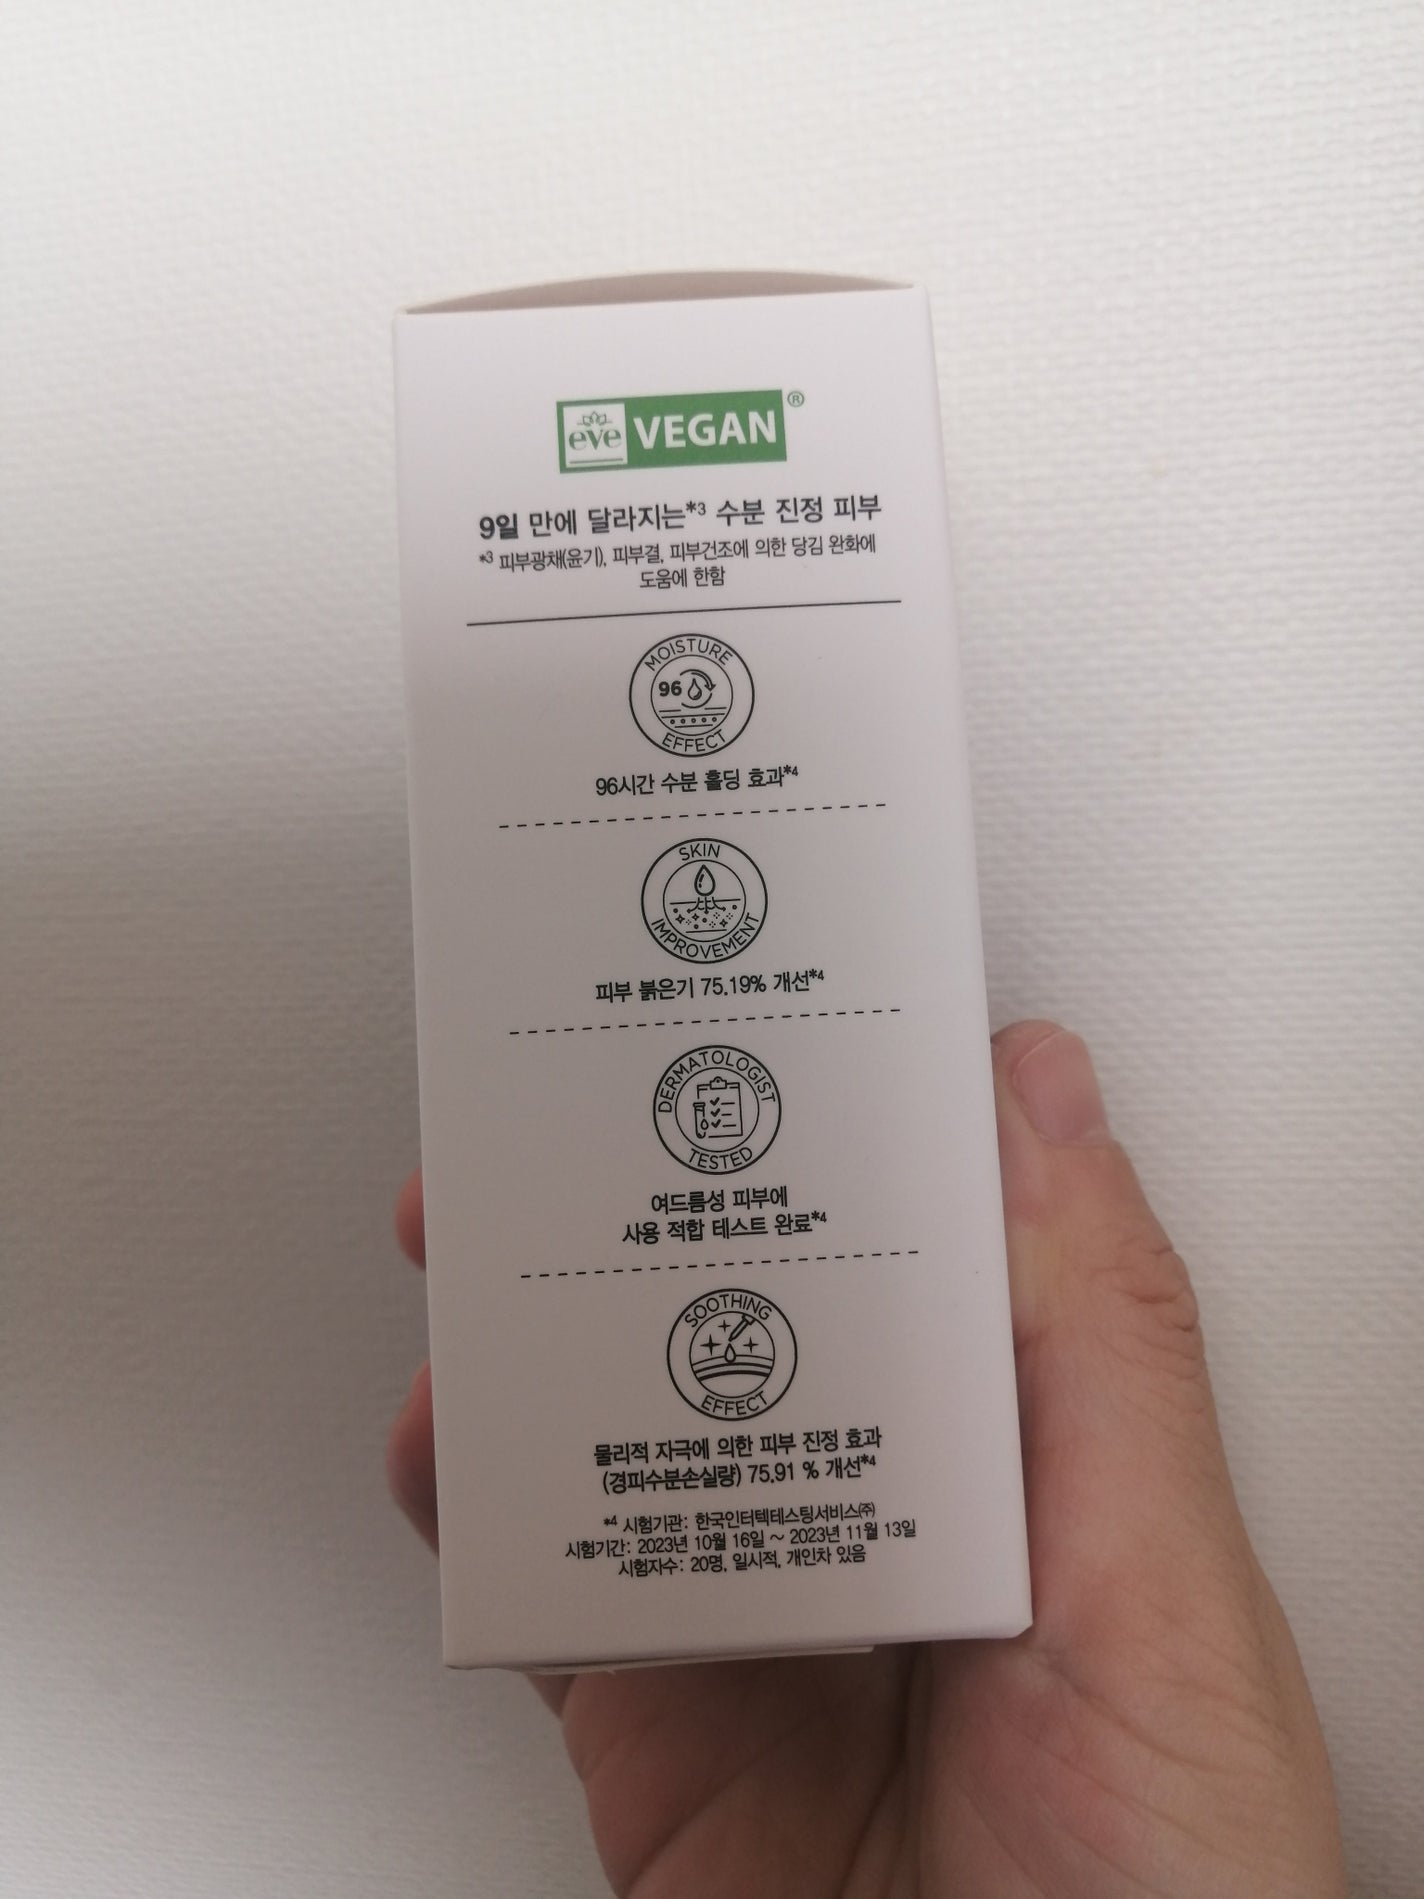 eve VEGAN®
9일 만에 달라지는*3 수분 진정 피부
*3 피부광채(윤기), 피부결, 피부건조에 의한 당김 완화에
도움에 한함
MOISTURE
96
EFFECT
96시간 수분 홀딩 효과*4
SKIN
IMPROVEMENT
피부 붉은기 75.19% 개선*4
DERMATOLOGIST
TESTED
여드름성 피부에
사용 적합 테스트 완료*4
SOOTHING
EFFECT
물리적 자극에 의한 피부 진정 효과
(경피수분손실량) 75.91 % 개선*4
*4 시험기관: 한국인터텍테스팅서비스㈜
시험기간: 2023년 10월 16일 ~ 2023년 11월 13일
시험자수: 20명, 일시적, 개인차 있음